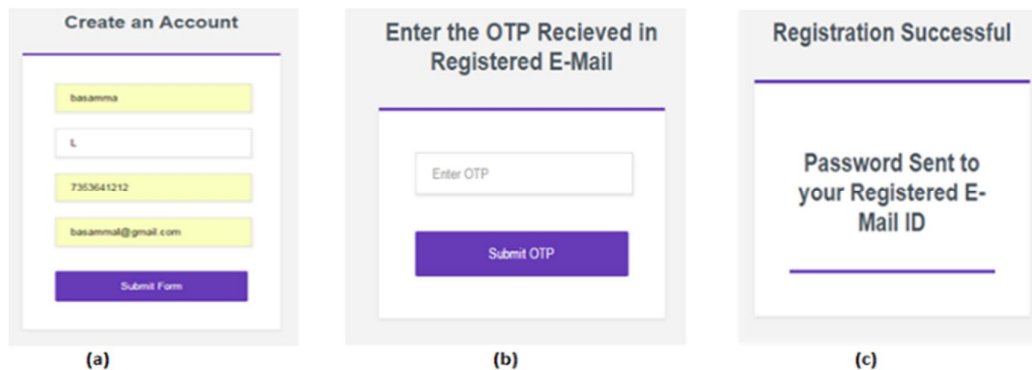 Create an Account
basamma
L
7353641212
basammal@gmail.com
Submit Form
(a)
Enter the OTP Recieved in
Registered E-Mail
Enter OTP
Submit OTP
(b)
Registration Successful
Password Sent to
your Registered E-
Mail ID
(c)